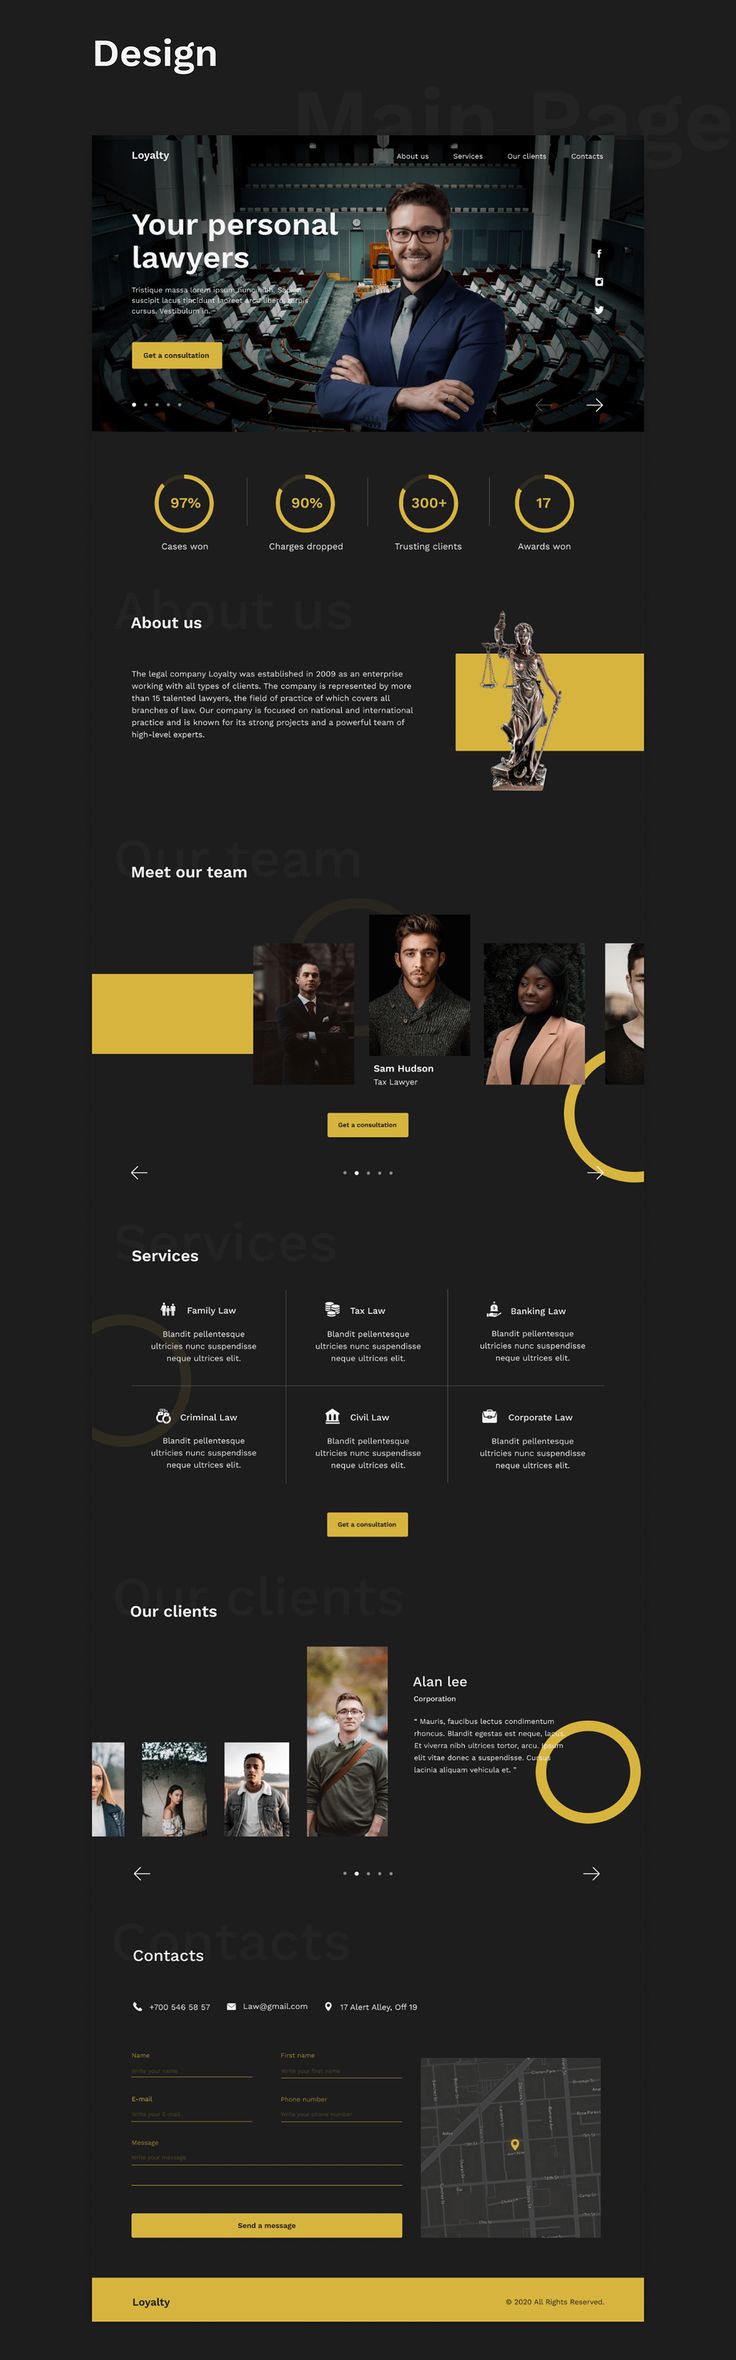 Design
Main Page
Loyalty
About us
Services
Our clients
Contacts
Your personal
lawyers
Tristique massa lorem ipsum nunc nibh. Sapien
suscipit lacus tincidunt laoreet arcu libero, turpis
cursus. Vestibulum in.
Get a consultation
97%
90%
300+
17
Cases won
Charges dropped
Trusting clients
Awards won
About us
About us
The legal company Loyalty was established in 2009 as an enterprise
working with all types of clients. The company is represented by more
than 15 talented lawyers, the field of practice of which covers all
branches of law. Our company is focused on national and international
practice and is known for its strong projects and a powerful team of
high-level experts.
Our team
Meet our team
Sam Hudson
Tax Lawyer
Get a consultation
Services
Services
Family Law
Blandit pellentesque
ultricies nunc suspendisse
neque ultrices elit.
Tax Law
Blandit pellentesque
ultricies nunc suspendisse
neque ultrices elit.
Banking Law
Blandit pellentesque
ultricies nunc suspendisse
neque ultrices elit.
Criminal Law
Blandit pellentesque
ultricies nunc suspendisse
neque ultrices elit.
Civil Law
Blandit pellentesque
ultricies nunc suspendisse
neque ultrices elit.
Corporate Law
Blandit pellentesque
ultricies nunc suspendisse
neque ultrices elit.
Get a consultation
Our clients
Our clients
Alan lee
Corporation
“ Mauris, faucibus lectus condimentum
rhoncus. Blandit egestas est neque, lacus.
Et viverra nibh ultrices tortor, arcu. Ipsum
elit vitae donec a suspendisse. Cursus
lacinia aliquam vehicula et. ”
Contacts
Contacts
+700 546 58 57
Law@gmail.com
17 Alert Alley, Off 19
Name
Write your name
First name
Write your first name
E-mail
Write your E-mail
Phone number
Write your phone number
Message
Write your message
Send a message
Loyalty
© 2020 All Rights Reserved.